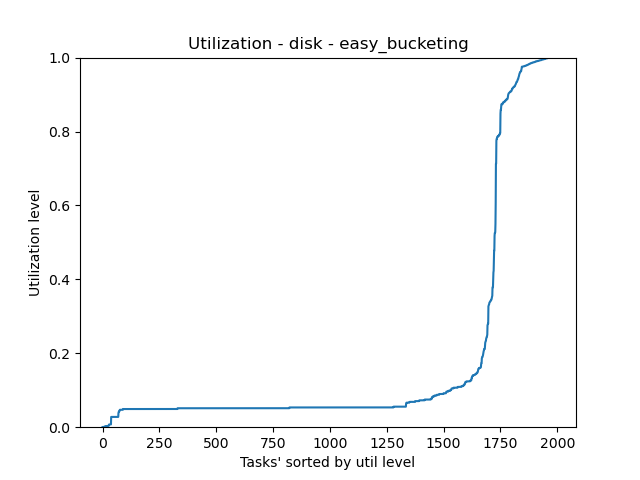 Utilization - disk - easy_bucketing
1.0
0.8
0.6
0.4
0.2
0.0
Utilization level
0 250 500 750 1000 1250 1500 1750 2000
Tasks' sorted by util level